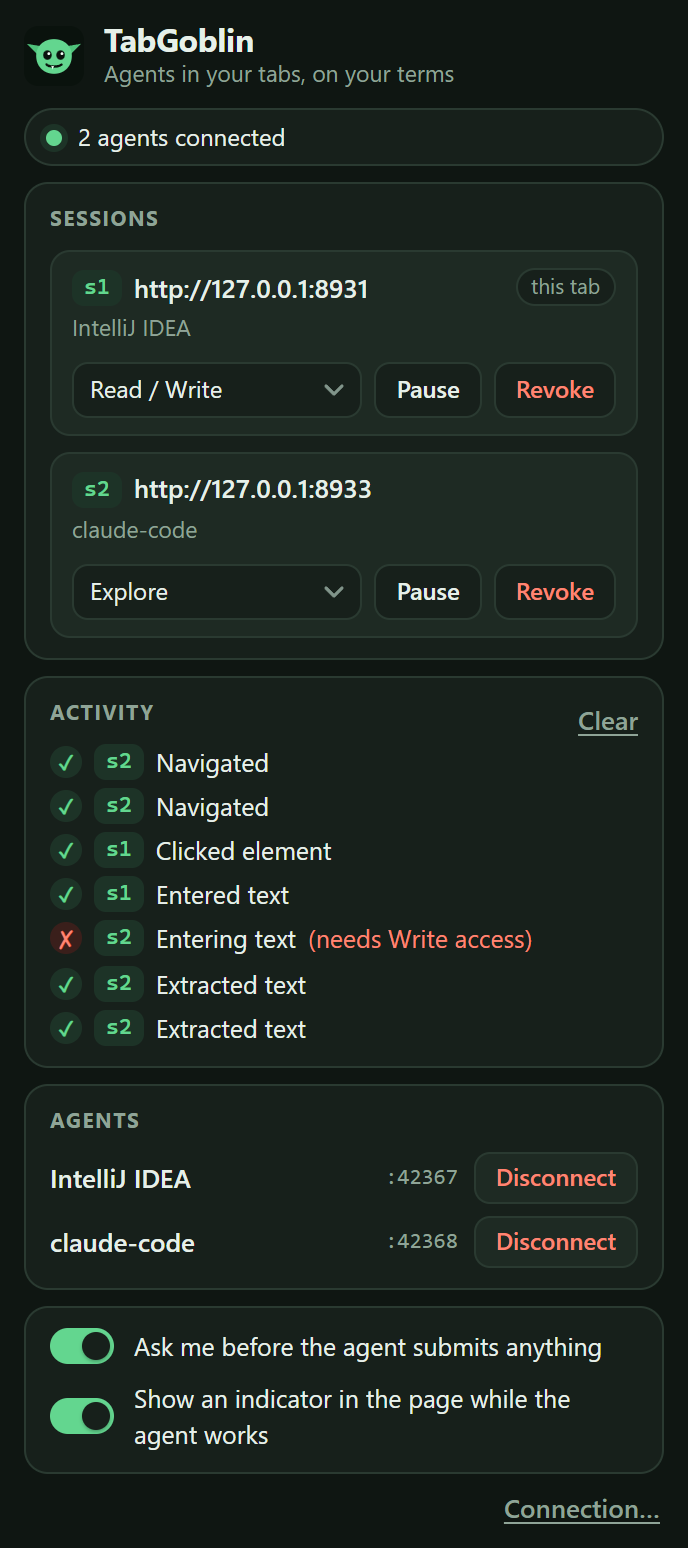 TabGoblin
Agents in your tabs, on your terms
2 agents connected
SESSIONS
s1 http://127.0.0.1:8931 this tab
IntelliJ IDEA
Read / Write Pause Revoke
s2 http://127.0.0.1:8933
claude-code
Explore Pause Revoke
ACTIVITY Clear
✓ s2 Navigated
✓ s2 Navigated
✓ s1 Clicked element
✓ s1 Entered text
✗ s2 Entering text (needs Write access)
✓ s2 Extracted text
✓ s2 Extracted text
AGENTS
IntelliJ IDEA :42367 Disconnect
claude-code :42368 Disconnect
Ask me before the agent submits anything
Show an indicator in the page while the
agent works
Connection...